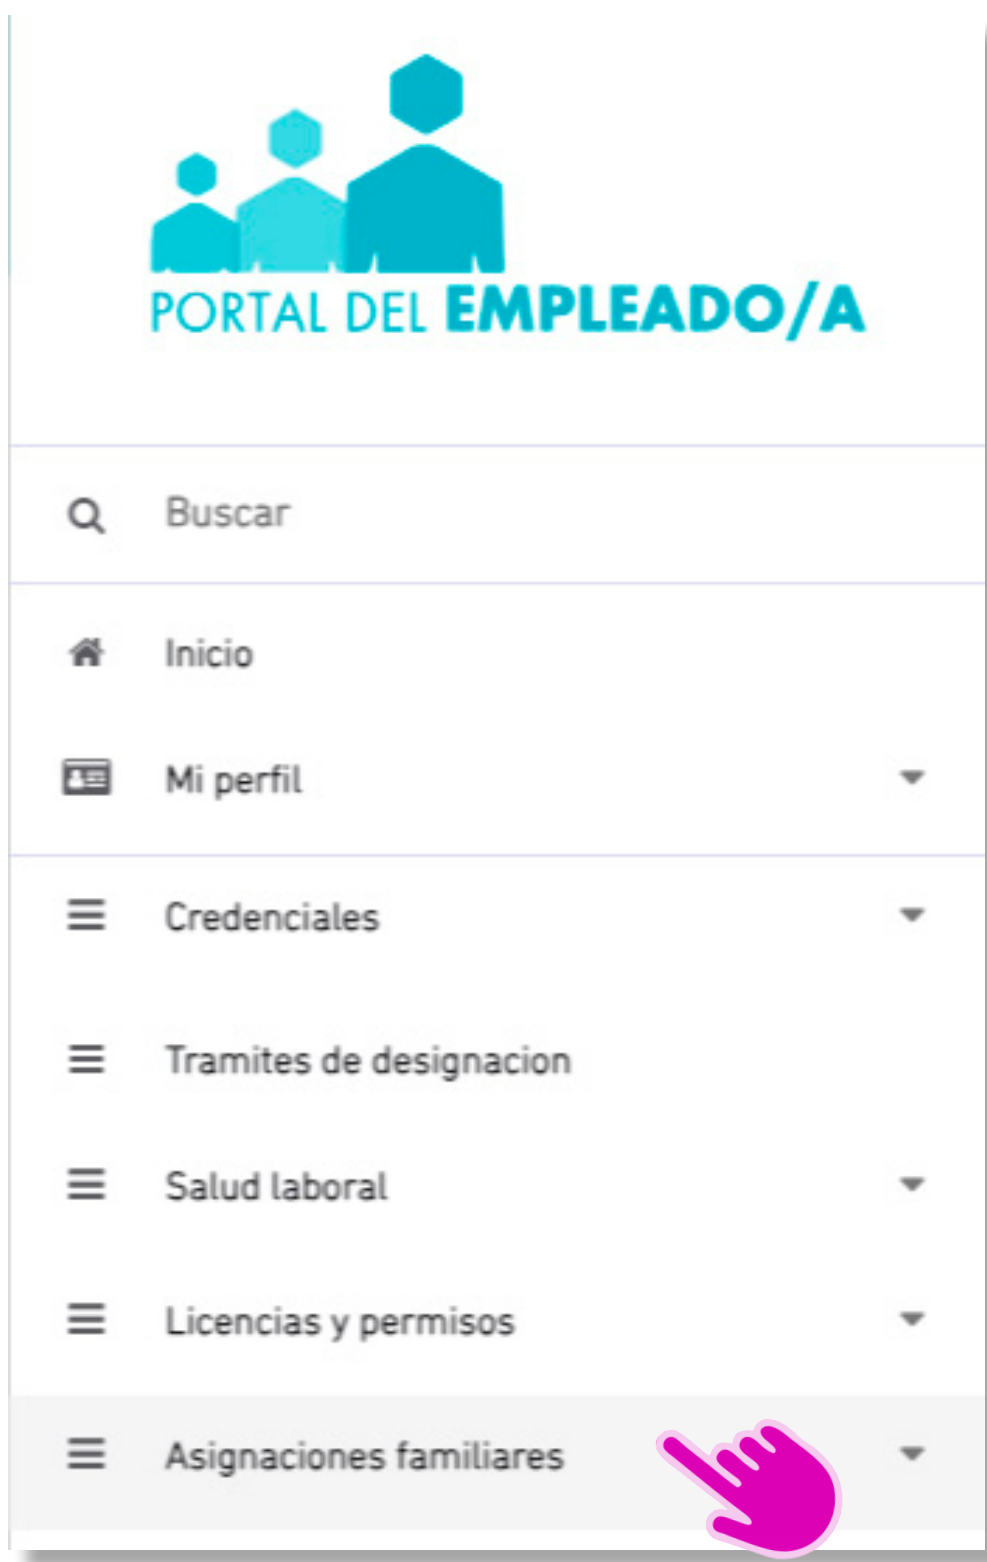 PORTAL DEL EMPLEADO/A
Buscar
Inicio
Mi perfil
Credenciales
Tramites de designacion
Salud laboral
Licencias y permisos
Asignaciones familiares